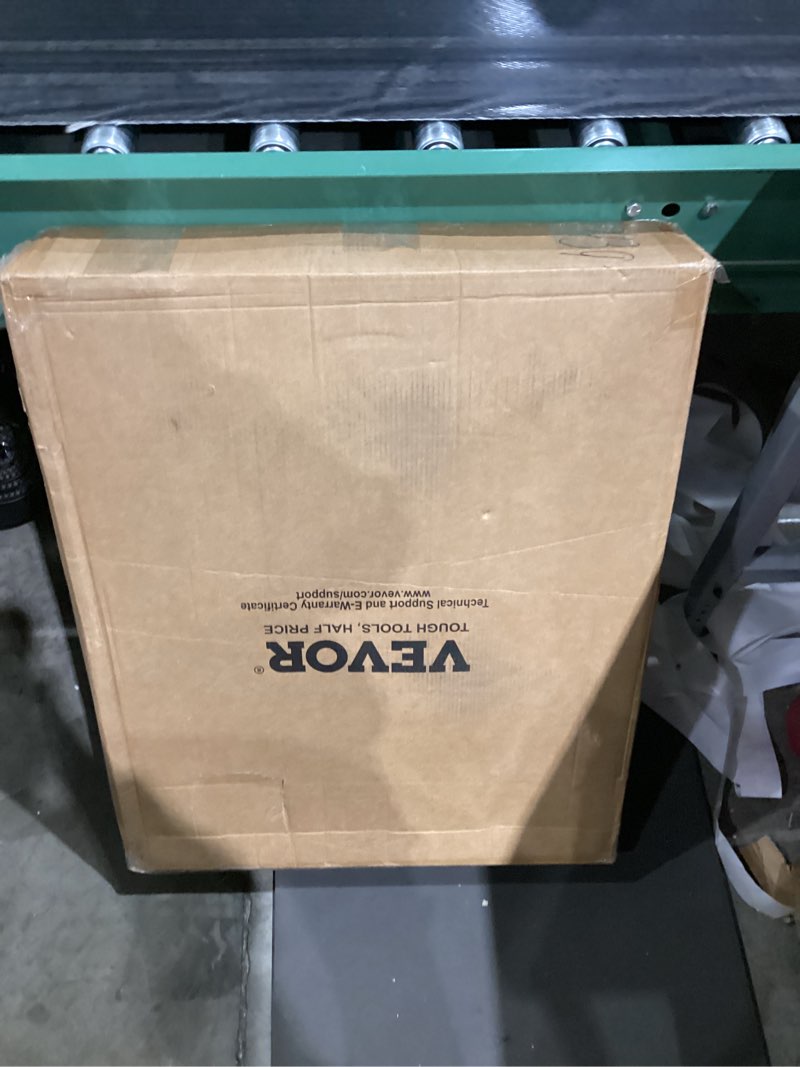 VEVOR®
TOUGH TOOLS, HALF PRICE
Technical Support and E-Warranty Certificate
www.vevor.com/support